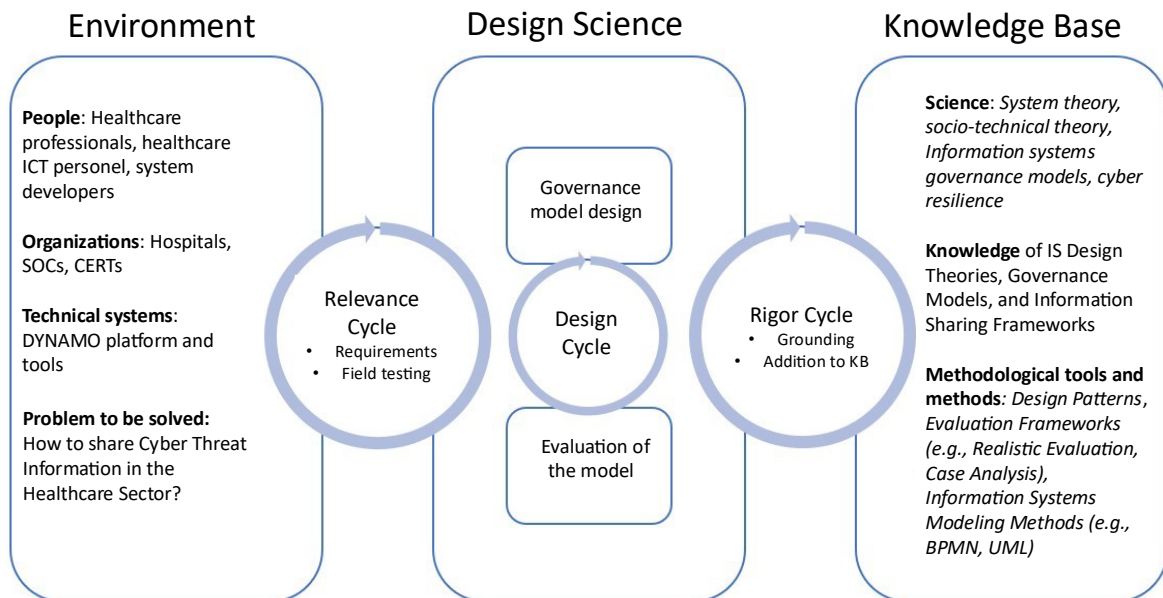 Environment
Design Science
Knowledge Base
People: Healthcare
professionals, healthcare
ICT personel, system
developers
Organizations: Hospitals,
SOCs, CERTs
Technical systems:
DYNAMO platform and
tools
Problem to be solved:
How to share Cyber Threat
Information in the
Healthcare Sector?
Relevance
Cycle
• Requirements
• Field testing
Governance
model design
Design
Cycle
Evaluation of
the model
Rigor Cycle
• Grounding
• Addition to KB
Science: System theory,
socio-technical theory,
Information systems
governance models, cyber
resilience
Knowledge of IS Design
Theories, Governance
Models, and Information
Sharing Frameworks
Methodological tools and
methods: Design Patterns,
Evaluation Frameworks
(e.g., Realistic Evaluation,
Case Analysis),
Information Systems
Modeling Methods (e.g.,
BPMN, UML)